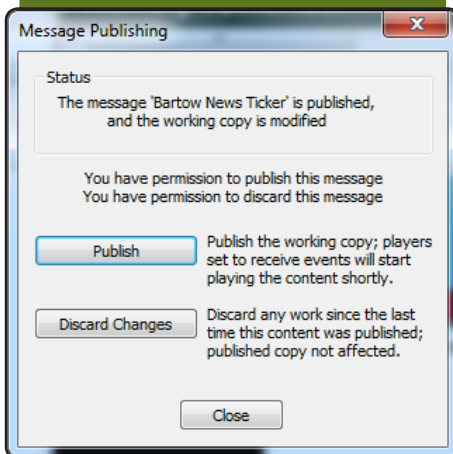 Message Publishing
Status
The message 'Bartow News Ticker' is published,
and the working copy is modified
You have permission to publish this message
You have permission to discard this message
Publish
Publish the working copy; players
set to receive events will start
playing the content shortly.
Discard Changes
Discard any work since the last
time this content was published;
published copy not affected.
Close